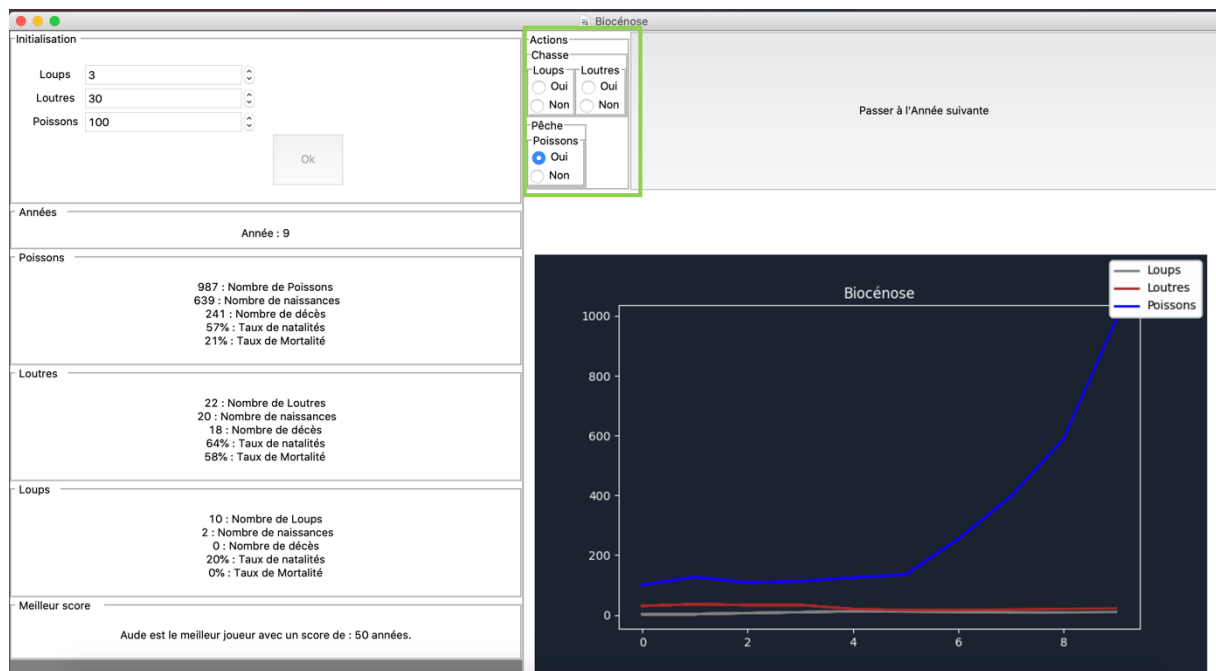 Biocénose
Initialisation
Loups 3
Loutres 30
Poissons 100
Ok
Actions
Chasse
Loups Loutres
Oui Oui
Non Non
Pêche
Poissons
Oui
Non
Passer à l'Année suivante
Années
Année : 9
Poissons
987 : Nombre de Poissons
639 : Nombre de naissances
241 : Nombre de décès
57% : Taux de natalités
21% : Taux de Mortalité
Loutres
22 : Nombre de Loutres
20 : Nombre de naissances
18 : Nombre de décès
64% : Taux de natalités
58% : Taux de Mortalité
Loups
10 : Nombre de Loups
2 : Nombre de naissances
0 : Nombre de décès
20% : Taux de natalités
0% : Taux de Mortalité
Meilleur score
Aude est le meilleur joueur avec un score de : 50 années.
Biocénose
Loups
Loutres
Poissons
1000
800
600
400
200
0
0 2 4 6 8